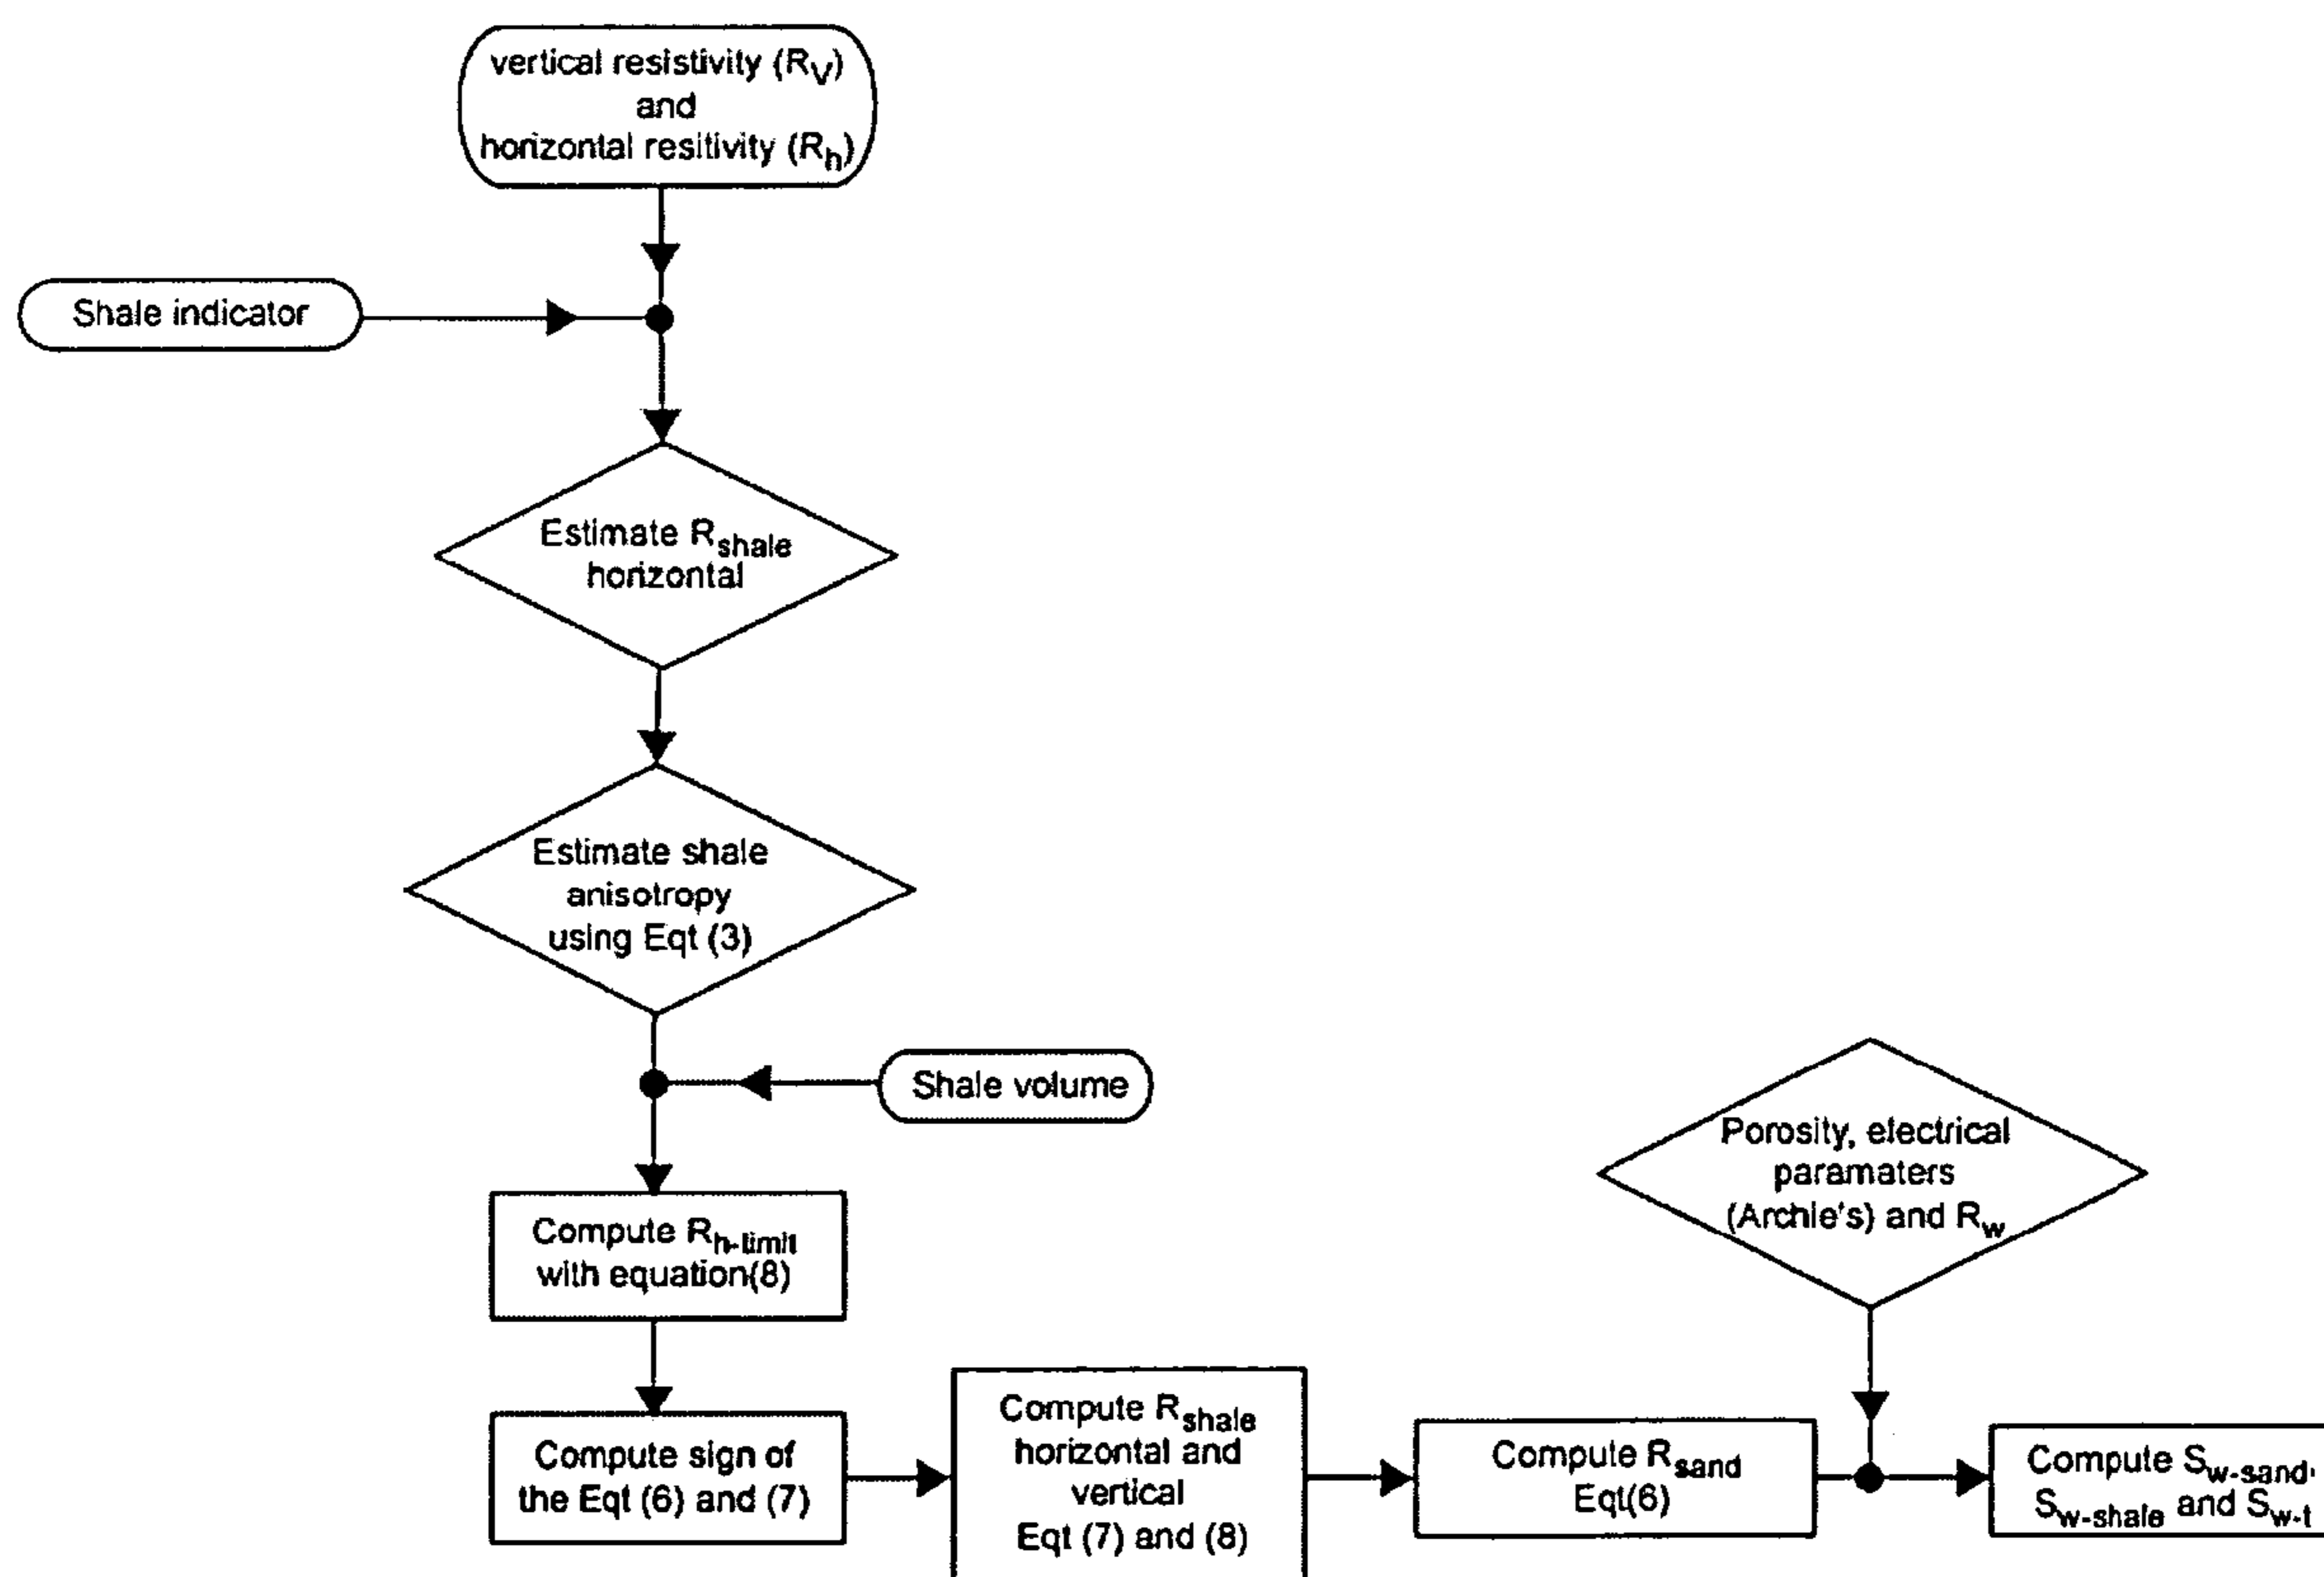 vertical resistivity (RV)
and
horizontal resitivity (Rh)
Shale indicator
Estimate Rshale
horizontal
Estimate shale
anisotropy
using Eqt (3)
Shale volume
Compute Rh-limit
with equation(8)
Compute sign of
the Eqt (6) and (7)
Compute Rshale
horizontal and
vertical
Eqt (7) and (8)
Compute Rsand
Eqt(6)
Porosity, electrical
paramaters
(Archie's) and Rw
Compute Sw-sand,
Sw-shale and Sw-t